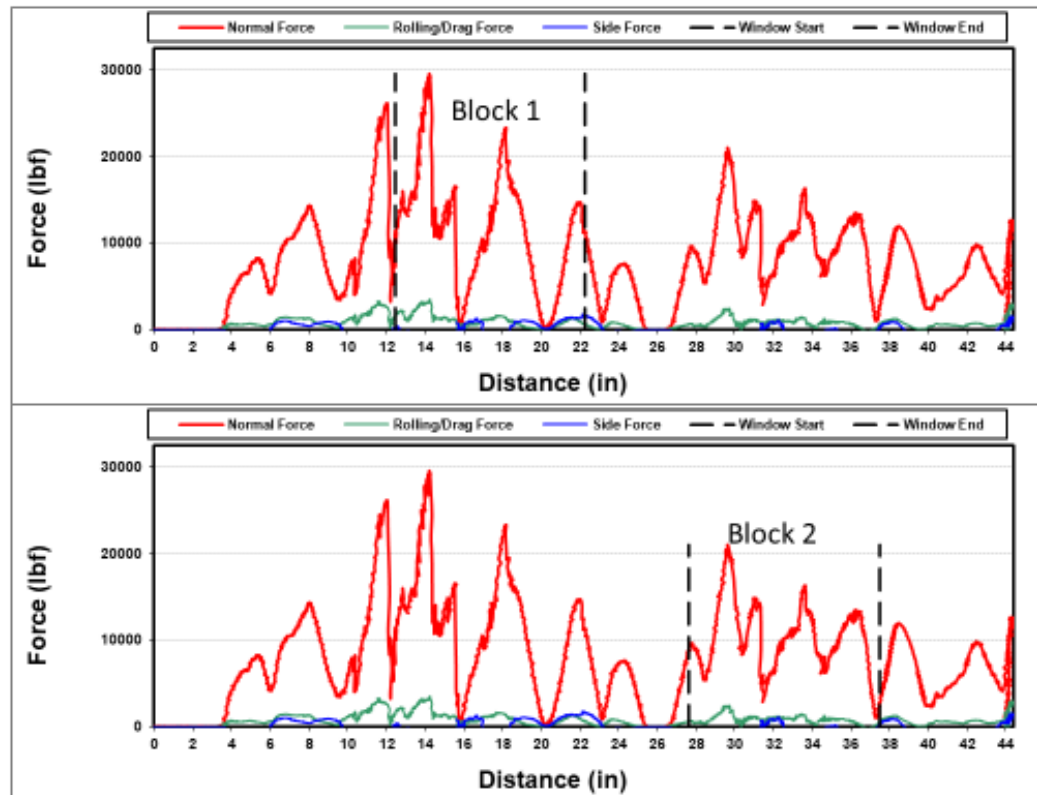 Normal Force Rolling/Drag Force Side Force Window Start Window End
30000
Block 1
20000
10000
0
Force (lbf)
0 2 4 6 8 10 12 14 16 18 20 22 24 26 28 30 32 34 36 38 40 42 44
Distance (in)
Normal Force Rolling/Drag Force Side Force Window Start Window End
30000
Block 2
20000
10000
0
Force (lbf)
0 2 4 6 8 10 12 14 16 18 20 22 24 26 28 30 32 34 36 38 40 42 44
Distance (in)